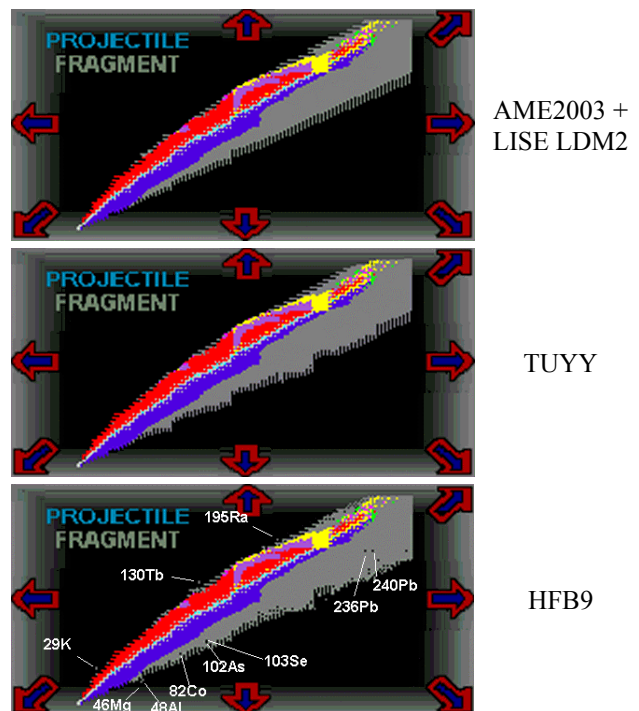 PROJECTILE
FRAGMENT
AME2003 +
LISE LDM2
PROJECTILE
FRAGMENT
TUYY
PROJECTILE
FRAGMENT
195Ra
130Tb
240Pb
236Pb
HFB9
29K
103Se
102As
82Co
46Mg
48Al